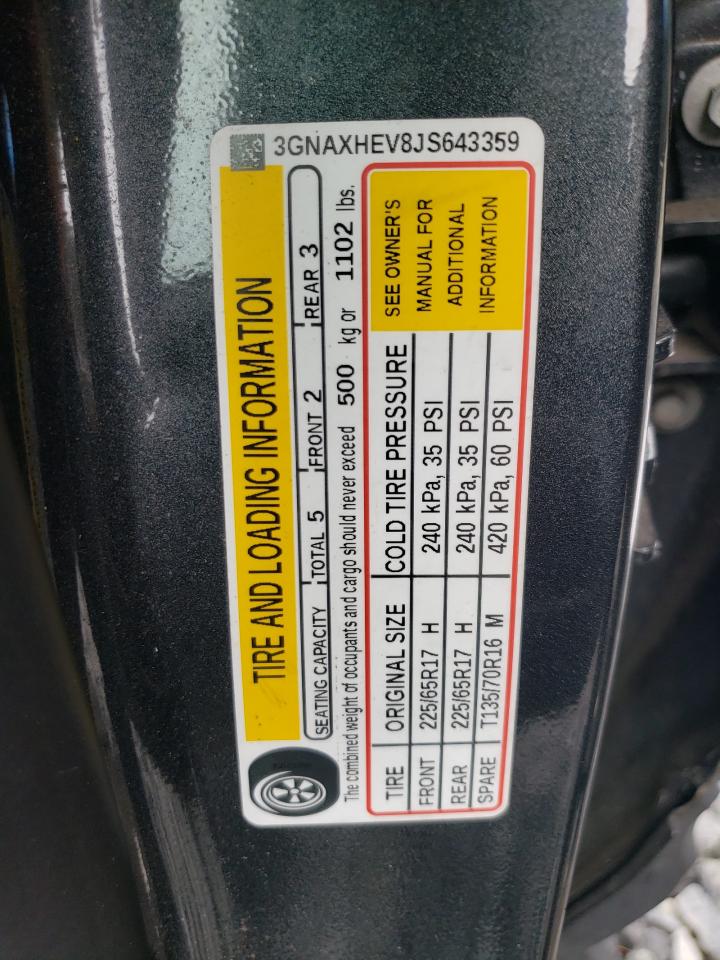 3GNAXHEV8JS643359
TIRE AND LOADING INFORMATION
SEATING CAPACITY TOTAL 5 FRONT 2 REAR 3
The combined weight of occupants and cargo should never exceed 500 kg or 1102 lbs.
TIRE ORIGINAL SIZE COLD TIRE PRESSURE
FRONT 225/65R17 H 240 kPa, 35 PSI
REAR 225/65R17 H 240 kPa, 35 PSI
SPARE T135/70R16 M 420 kPa, 60 PSI
SEE OWNER'S
MANUAL FOR
ADDITIONAL
INFORMATION